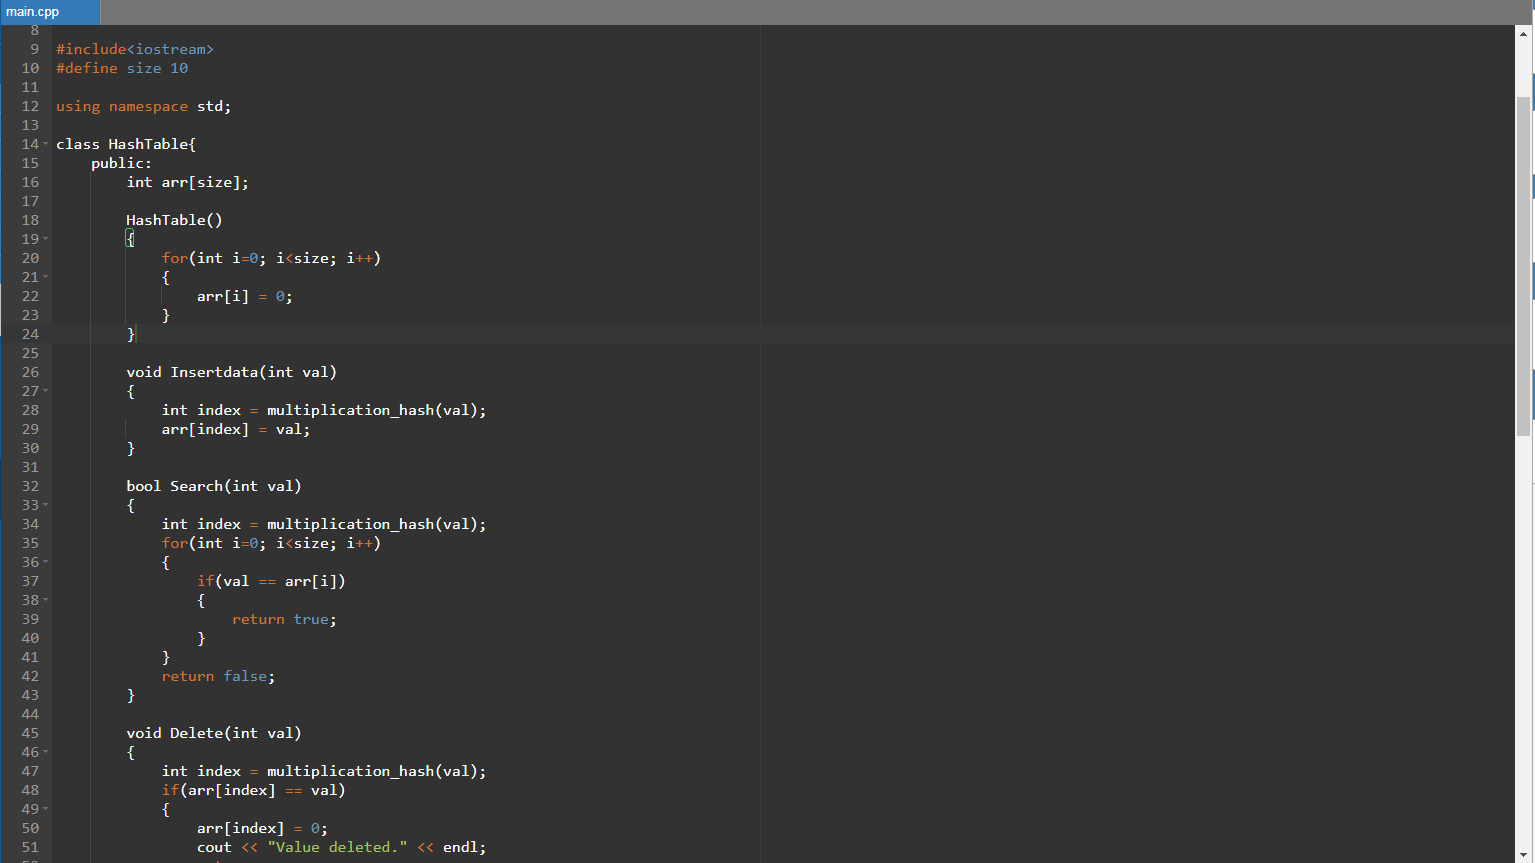 main.cpp
8
9 #include<iostream>
10 #define size 10
11
12 using namespace std;
13
14 class HashTable{
15     public:
16         int arr[size];
17
18         HashTable()
19         {
20             for(int i=0; i<size; i++)
21             {
22                 arr[i] = 0;
23             }
24         }
25
26         void Insertdata(int val)
27         {
28             int index = multiplication_hash(val);
29             arr[index] = val;
30         }
31
32         bool Search(int val)
33         {
34             int index = multiplication_hash(val);
35             for(int i=0; i<size; i++)
36             {
37                 if(val == arr[i])
38                 {
39                     return true;
40                 }
41             }
42             return false;
43         }
44
45         void Delete(int val)
46         {
47             int index = multiplication_hash(val);
48             if(arr[index] == val)
49             {
50                 arr[index] = 0;
51                 cout << "Value deleted." << endl;